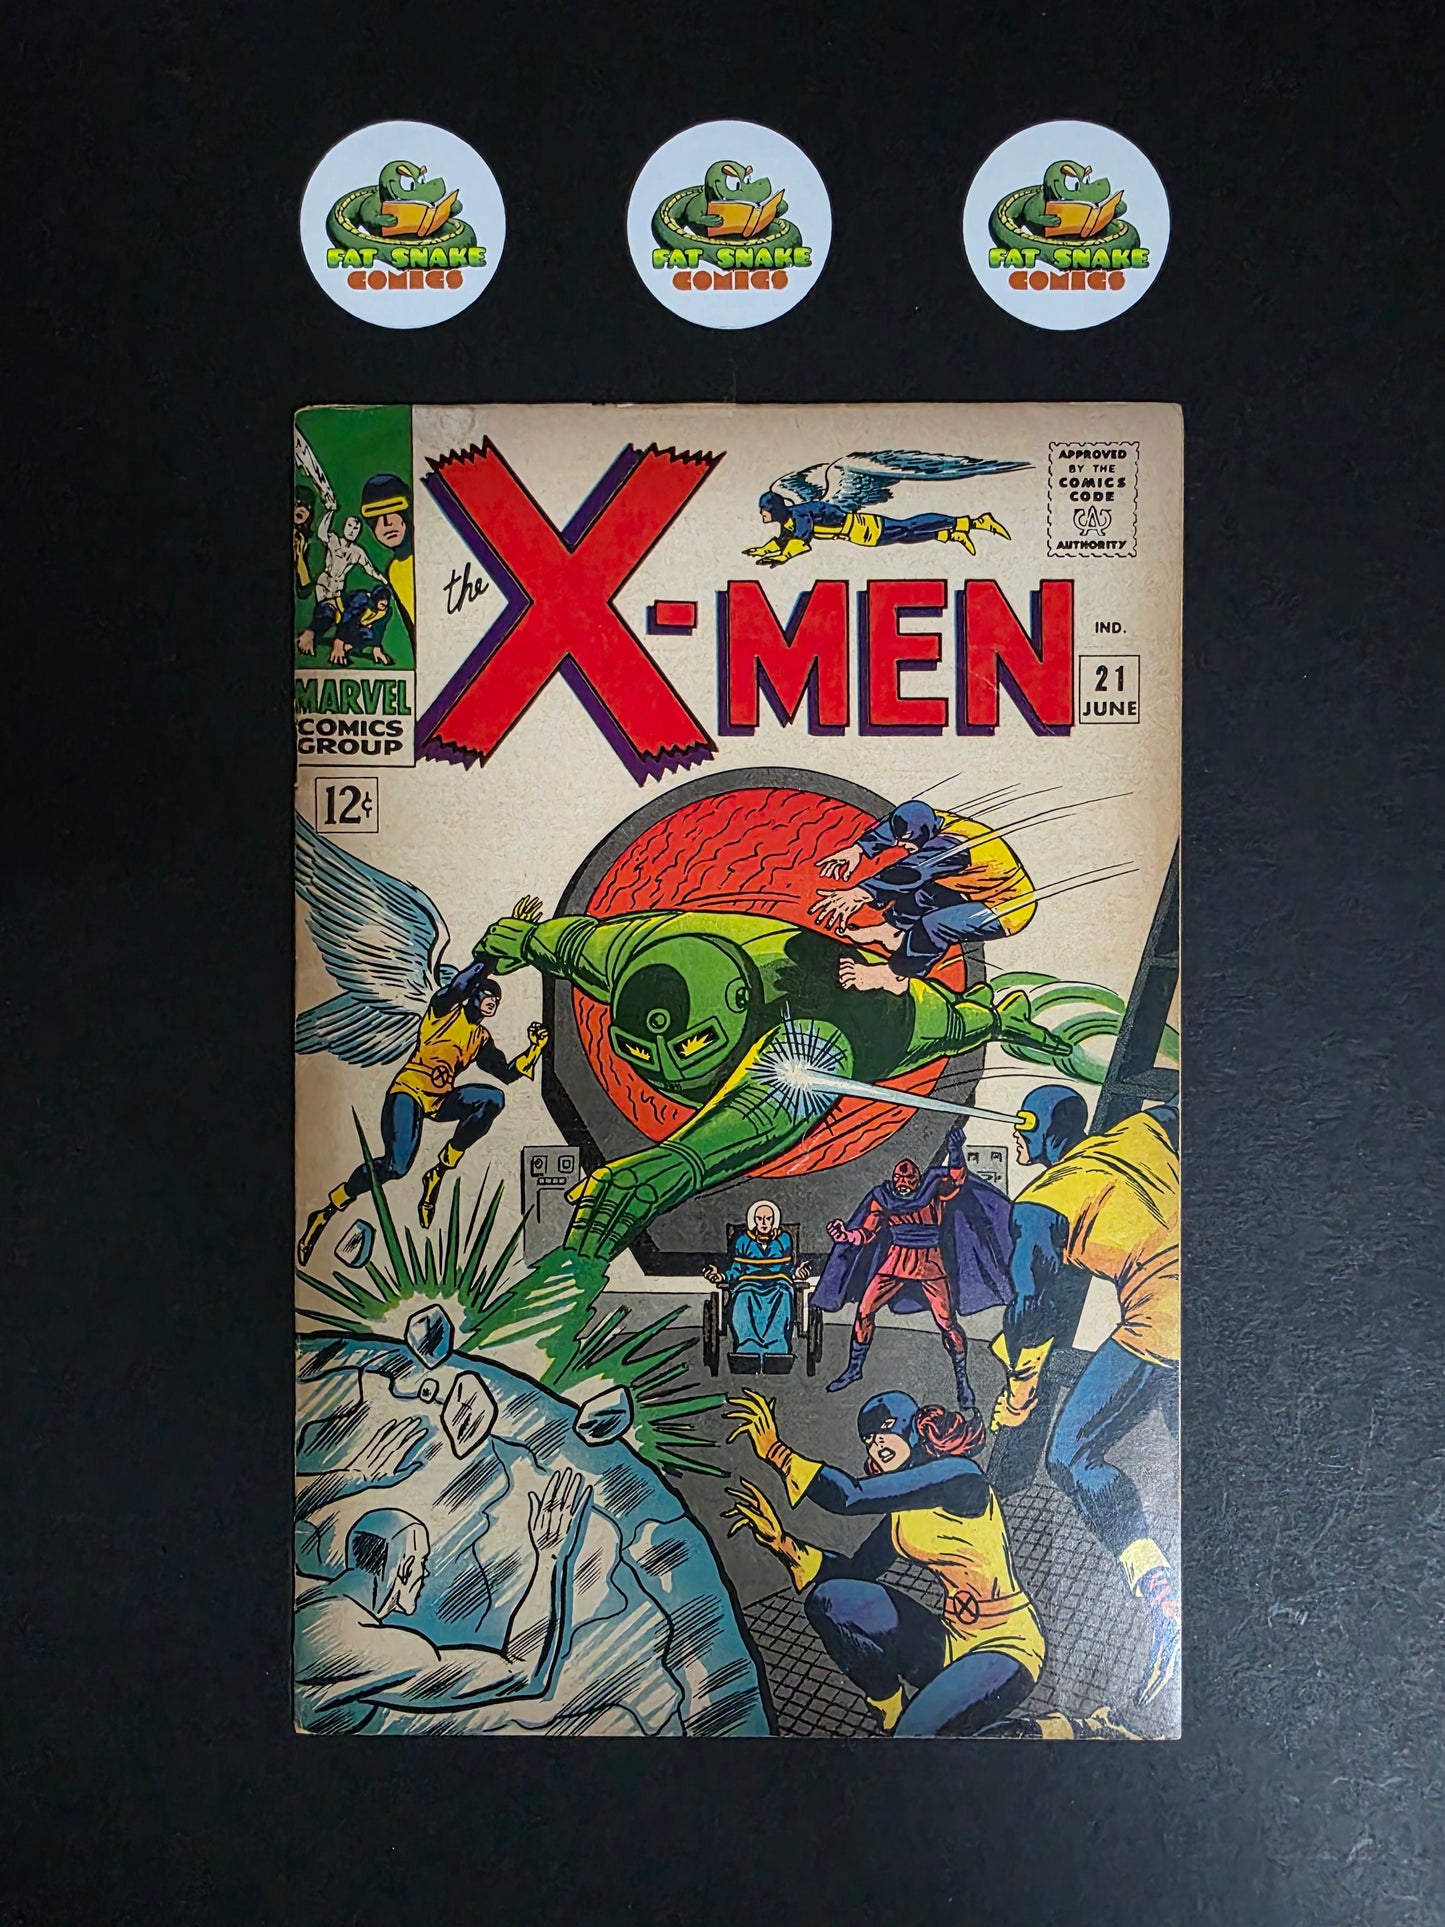 FAT SNAKE
COMICS
FAT SNAKE
COMICS
FAT SNAKE
COMICS
the X-MEN
APPROVED
BY THE
COMICS
CODE
CA
AUTHORITY
IND.
21
JUNE
MARVEL
COMICS
GROUP
12¢